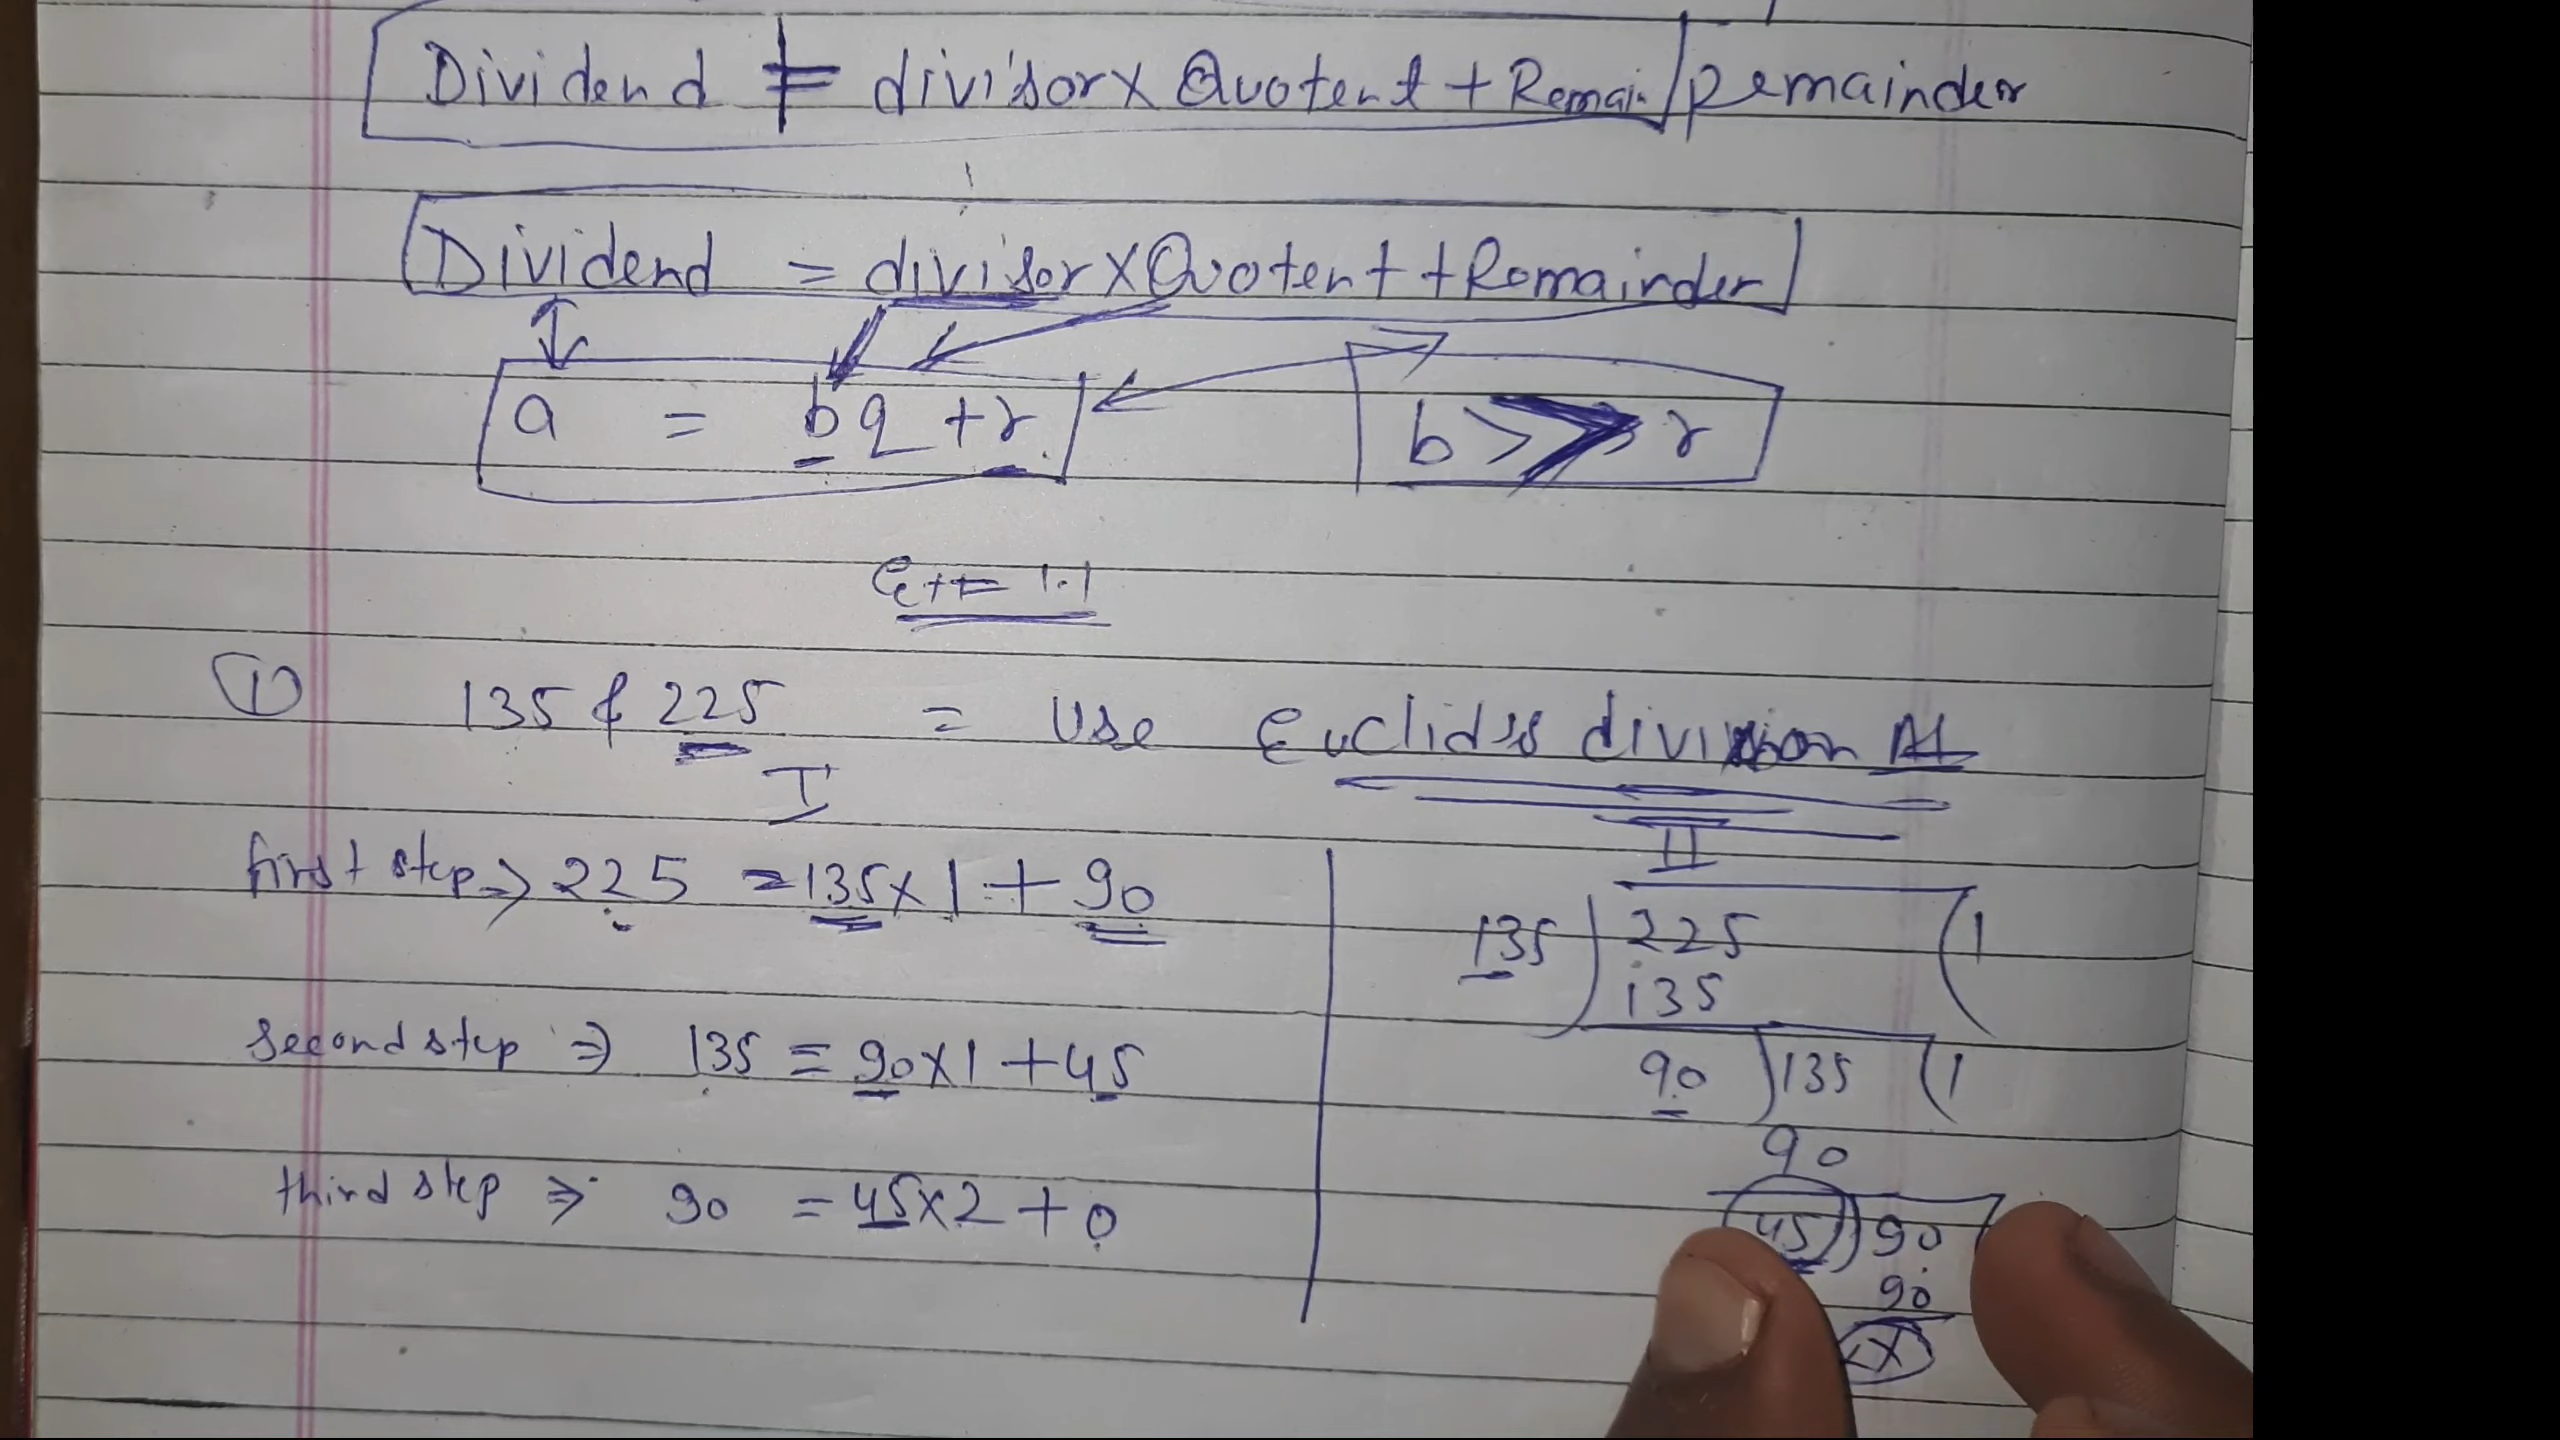 Dividend = divisor x Quotent + Remai Remainder
Dividend = divisor x Quotent + Remainder
a = bq + r b > r
Ex = 1.1
① 135 & 225 = Use Euclid's division Al
I II
first step ⇒ 225 = 135 x 1 + 90
135 ) 225 ( 1
135
second step ⇒ 135 = 90 x 1 + 45
90 ) 135 ( 1
90
third step ⇒ 90 = 45 x 2 + 0
45 ) 90 (
90
x